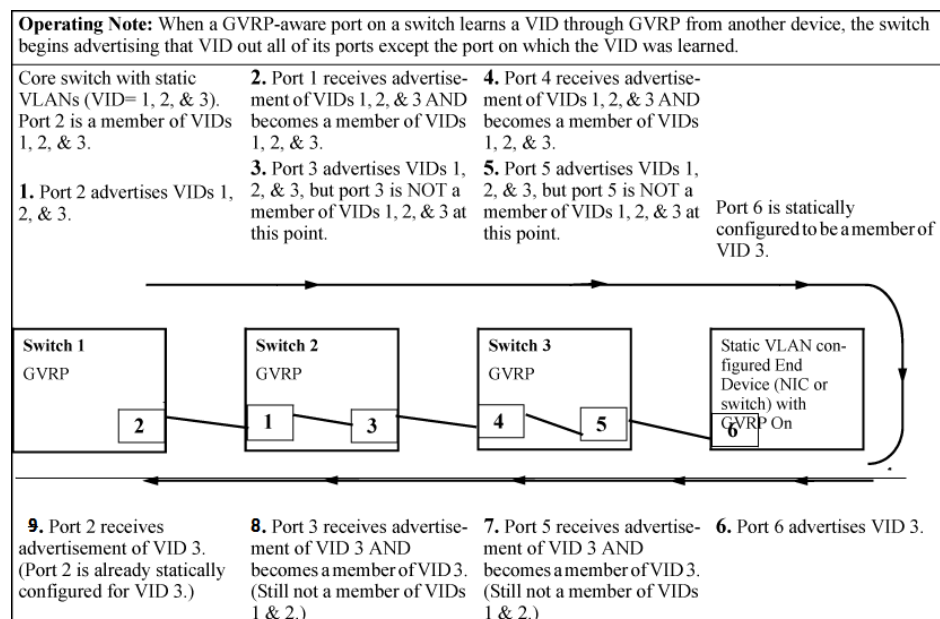 Operating Note: When a GVRP-aware port on a switch learns a VID through GVRP from another device, the switch
begins advertising that VID out all of its ports except the port on which the VID was learned.
Core switch with static
VLANs (VID= 1, 2, & 3).
Port 2 is a member of VIDs
1, 2, & 3.
1. Port 2 advertises VIDs 1,
2, & 3.
2. Port 1 receives advertise-
ment of VIDs 1, 2, & 3 AND
becomes a member of VIDs
1, 2, & 3.
3. Port 3 advertises VIDs 1,
2, & 3, but port 3 is NOT a
member of VIDs 1, 2, & 3 at
this point.
4. Port 4 receives advertise-
ment of VIDs 1, 2, & 3 AND
becomes a member of VIDs
1, 2, & 3.
5. Port 5 advertises VIDs 1,
2, & 3, but port 5 is NOT a
member of VIDs 1, 2, & 3 at
this point.
Port 6 is statically
configured to be a member of
VID 3.
Switch 1
GVRP
2
Switch 2
GVRP
1
3
Switch 3
GVRP
4
5
Static VLAN con-
figured End
Device (NIC or
switch) with
GVRP On
6
9. Port 2 receives
advertisement of VID 3.
(Port 2 is already statically
configured for VID 3.)
8. Port 3 receives advertise-
ment of VID 3 AND
becomes a member of VID 3.
(Still not a member of VIDs
1 & 2.)
7. Port 5 receives advertise-
ment of VID 3 AND
becomes a member of VID 3.
(Still not a member of VIDs
1 & 2.)
6. Port 6 advertises VID 3.